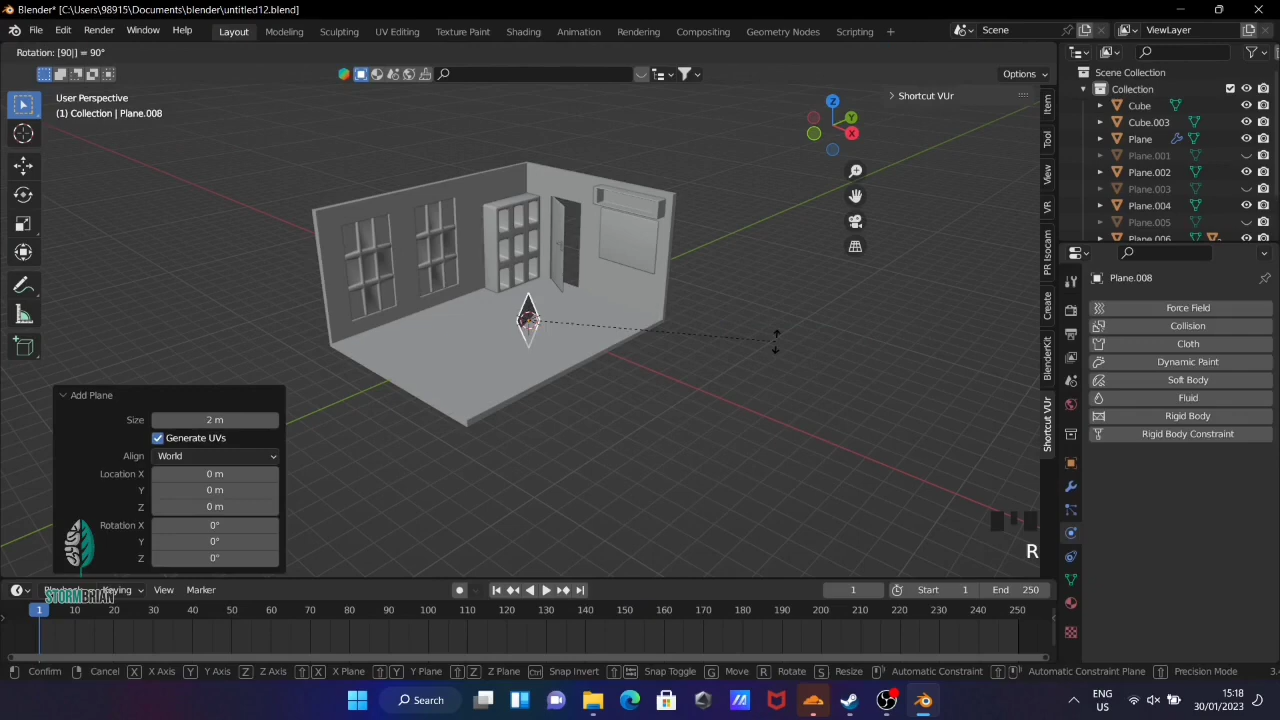 Blender* [C:\Users\98915\Documents\blender\untitled12.blend]
File Edit Render Window Help Layout Modeling Sculpting UV Editing Texture Paint Shading Animation Rendering Compositing Geometry Nodes Scripting + Scene ViewLayer
Rotation: [90|] = 90°
Options
User Perspective
(1) Collection | Plane.008
Shortcut VUr
Z
Y
X
Item
Tool
View
VR
PR Isocam
Create
BlenderKit
Shortcut VUr
Scene Collection
Collection
Cube
Cube.003
Plane
Plane.001
Plane.002
Plane.003
Plane.004
Plane.005
Plane.006
Plane.008
Force Field
Collision
Cloth
Dynamic Paint
Soft Body
Fluid
Rigid Body
Rigid Body Constraint
Add Plane
Size 2 m
Generate UVs
Align World
Location X 0 m
Y 0 m
Z 0 m
Rotation X 0°
Y 0°
Z 0°
R
STORMBRIAN
Playback Keying View Marker 1 Start 1 End 250
1 10 20 30 40 50 60 70 80 90 100 110 120 130 140 150 160 170 180 190 200 210 220 230 240 250
Confirm Cancel X X Axis Y Y Axis Z Z Axis X X Plane Y Y Plane Z Z Plane Ctrl Snap Invert Snap Toggle G Move R Rotate S Resize Automatic Constraint Automatic Constraint Plane Precision Mode 3.
Search
ENG
US
15:18
30/01/2023